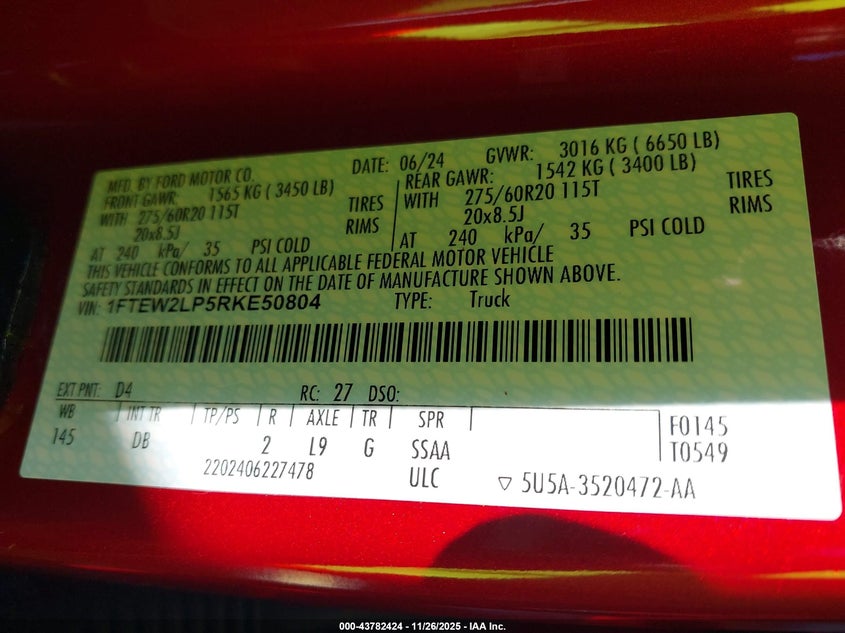 MFD. BY FORD MOTOR CO. DATE: 06/24 GVWR: 3016 KG ( 6650 LB)
FRONT GAWR: 1565 KG ( 3450 LB) REAR GAWR: 1542 KG ( 3400 LB)
WITH 275/60R20 115T TIRES WITH 275/60R20 115T TIRES
20x8.5J RIMS 20x8.5J RIMS
AT 240 kPa/ 35 PSI COLD AT 240 kPa/ 35 PSI COLD
THIS VEHICLE CONFORMS TO ALL APPLICABLE FEDERAL MOTOR VEHICLE
SAFETY STANDARDS IN EFFECT ON THE DATE OF MANUFACTURE SHOWN ABOVE.
VIN: 1FTEW2LP5RKE50804 TYPE: Truck
EXT PNT: D4 RC: 27 DSO:
WB INT TR TP/PS R AXLE TR SPR F0145
145 DB 2 L9 G SSAA T0549
2202406227478 ULC ▽ 5U5A-3520472-AA
000-43782424 - 11/26/2025 - IAA Inc.